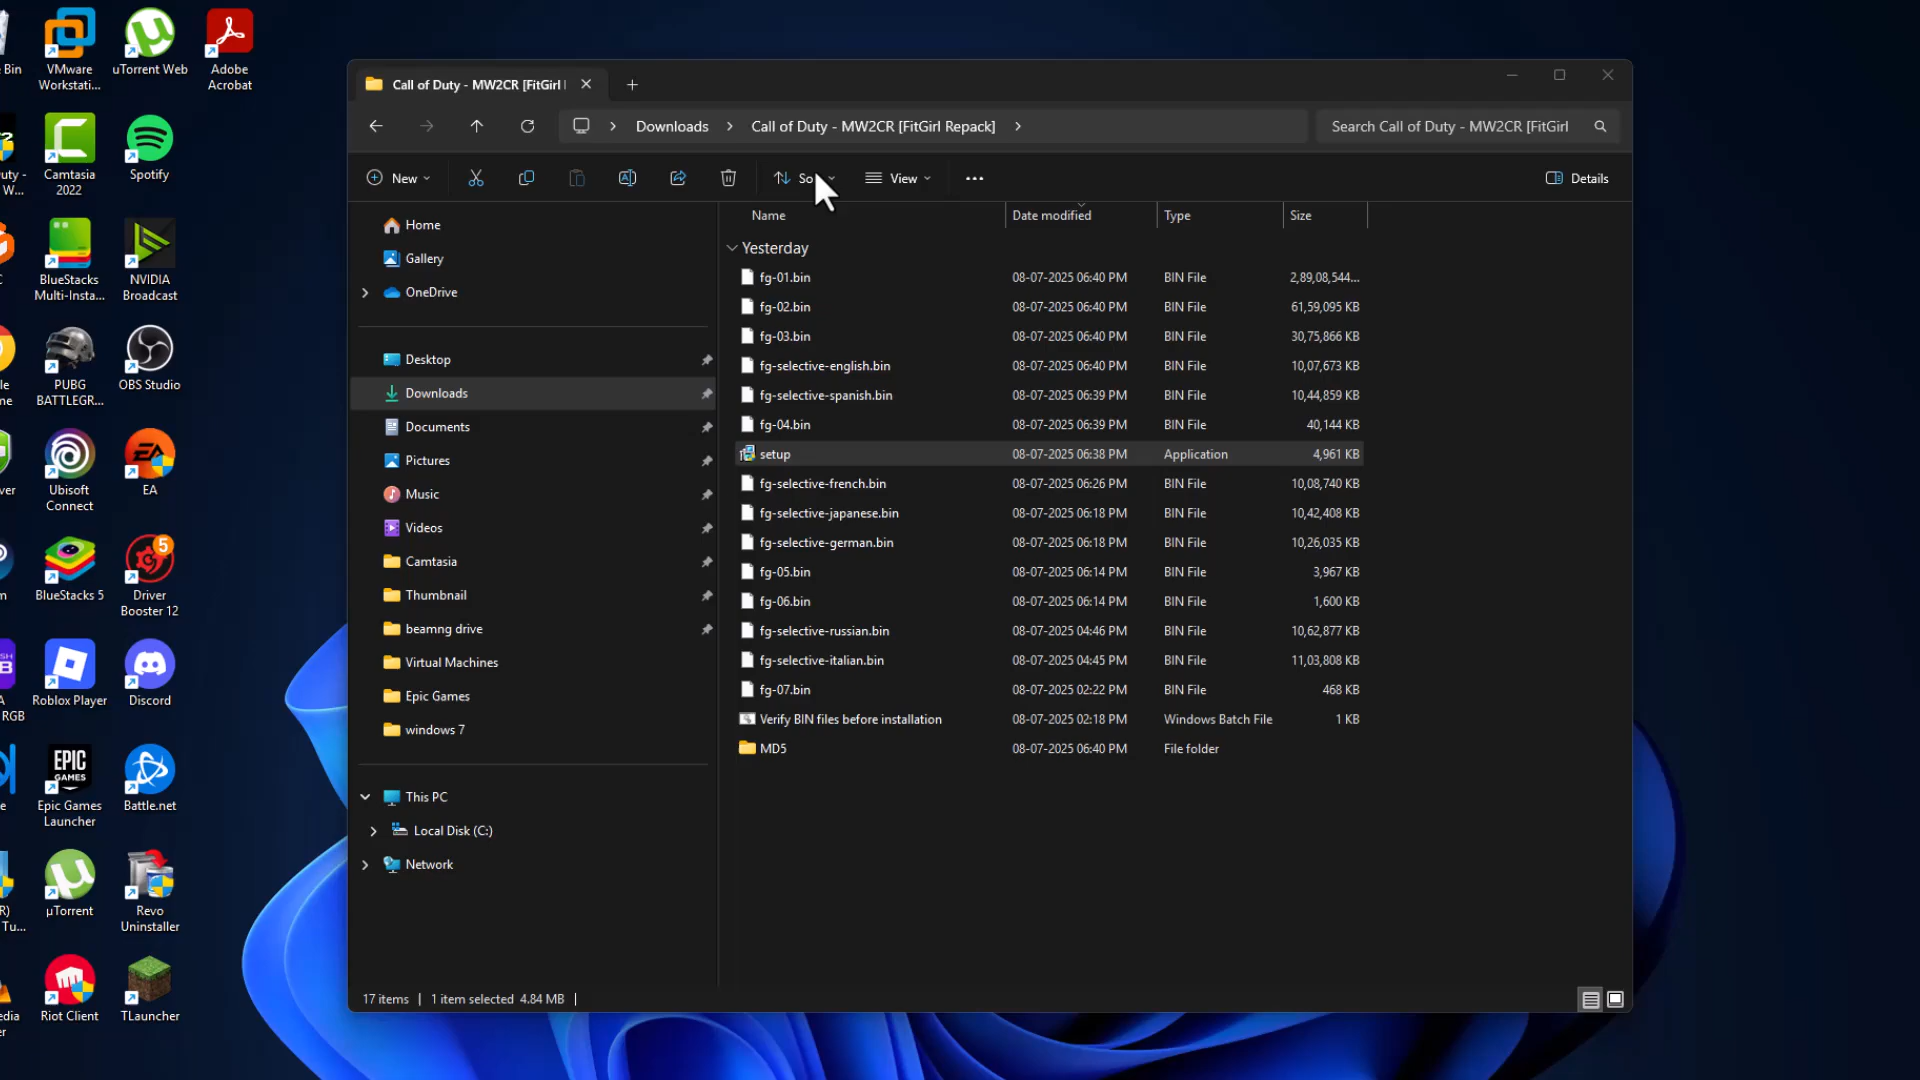 Bin
VMware
Workstati...
uTorrent Web
Adobe
Acrobat
uty -
W...
Camtasia
2022
Spotify
C
BlueStacks
Multi-Insta...
NVIDIA
Broadcast
le
me
PUBG
BATTLEGR...
OBS Studio
ver
Ubisoft
Connect
EA
EA
m
BlueStacks 5
5
Driver
Booster 12
A
RGB
Roblox Player
Discord
e
EPIC
GAMES
Epic Games
Launcher
Battle.net
R)
Tu...
µTorrent
Revo
Uninstaller
edia
er
Riot Client
TLauncher
Call of Duty - MW2CR [FitGirl
Downloads
Call of Duty - MW2CR [FitGirl Repack]
Search Call of Duty - MW2CR [FitGirl
New
So
View
Details
Home
Gallery
OneDrive
Desktop
Downloads
Documents
Pictures
Music
Videos
Camtasia
Thumbnail
beamng drive
Virtual Machines
Epic Games
windows 7
This PC
Local Disk (C:)
Network
Name Date modified Type Size
Yesterday
fg-01.bin 08-07-2025 06:40 PM BIN File 2,89,08,544...
fg-02.bin 08-07-2025 06:40 PM BIN File 61,59,095 KB
fg-03.bin 08-07-2025 06:40 PM BIN File 30,75,866 KB
fg-selective-english.bin 08-07-2025 06:40 PM BIN File 10,07,673 KB
fg-selective-spanish.bin 08-07-2025 06:39 PM BIN File 10,44,859 KB
fg-04.bin 08-07-2025 06:39 PM BIN File 40,144 KB
setup 08-07-2025 06:38 PM Application 4,961 KB
fg-selective-french.bin 08-07-2025 06:26 PM BIN File 10,08,740 KB
fg-selective-japanese.bin 08-07-2025 06:18 PM BIN File 10,42,408 KB
fg-selective-german.bin 08-07-2025 06:18 PM BIN File 10,26,035 KB
fg-05.bin 08-07-2025 06:14 PM BIN File 3,967 KB
fg-06.bin 08-07-2025 06:14 PM BIN File 1,600 KB
fg-selective-russian.bin 08-07-2025 04:46 PM BIN File 10,62,877 KB
fg-selective-italian.bin 08-07-2025 04:45 PM BIN File 11,03,808 KB
fg-07.bin 08-07-2025 02:22 PM BIN File 468 KB
Verify BIN files before installation 08-07-2025 02:18 PM Windows Batch File 1 KB
MD5 08-07-2025 06:40 PM File folder
17 items | 1 item selected 4.84 MB |